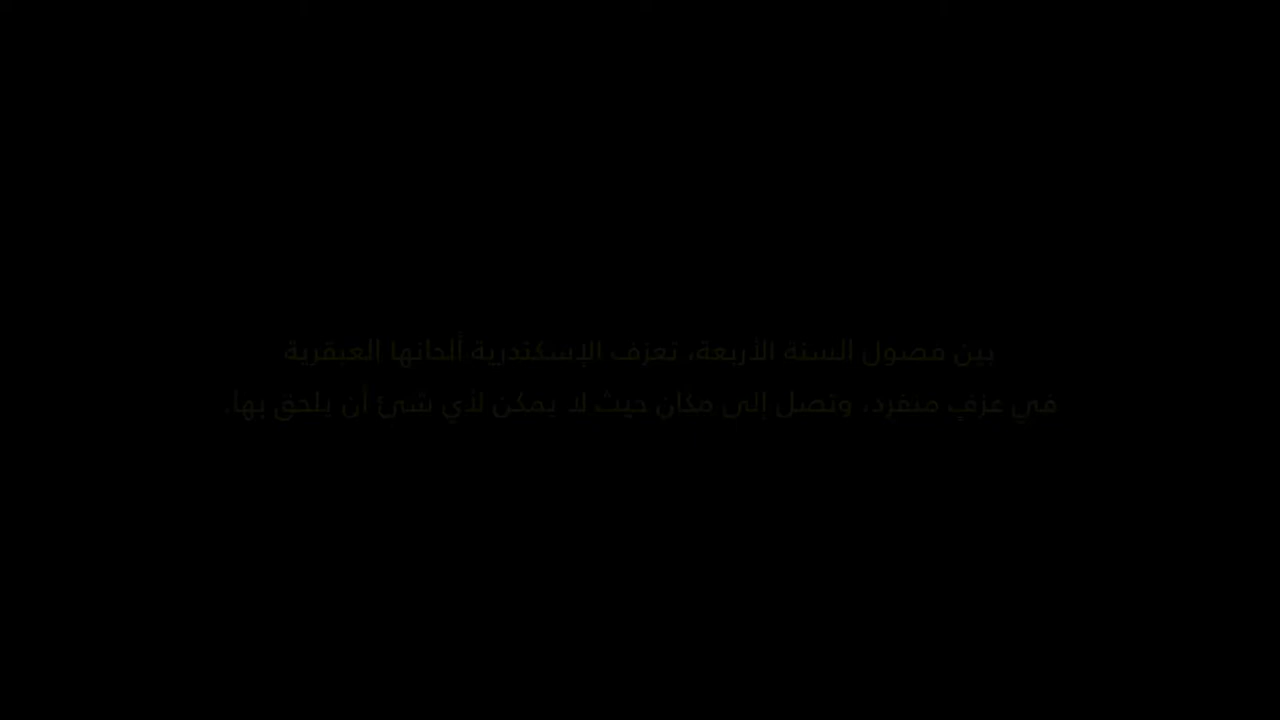 بين فصول السنة الأربعة، تعزف الإسكندرية ألحانها العبقرية
في عزفٍ منفرد، وتصل إلى مكان حيث لا يمكن لأي شئ أن يلحق بها.